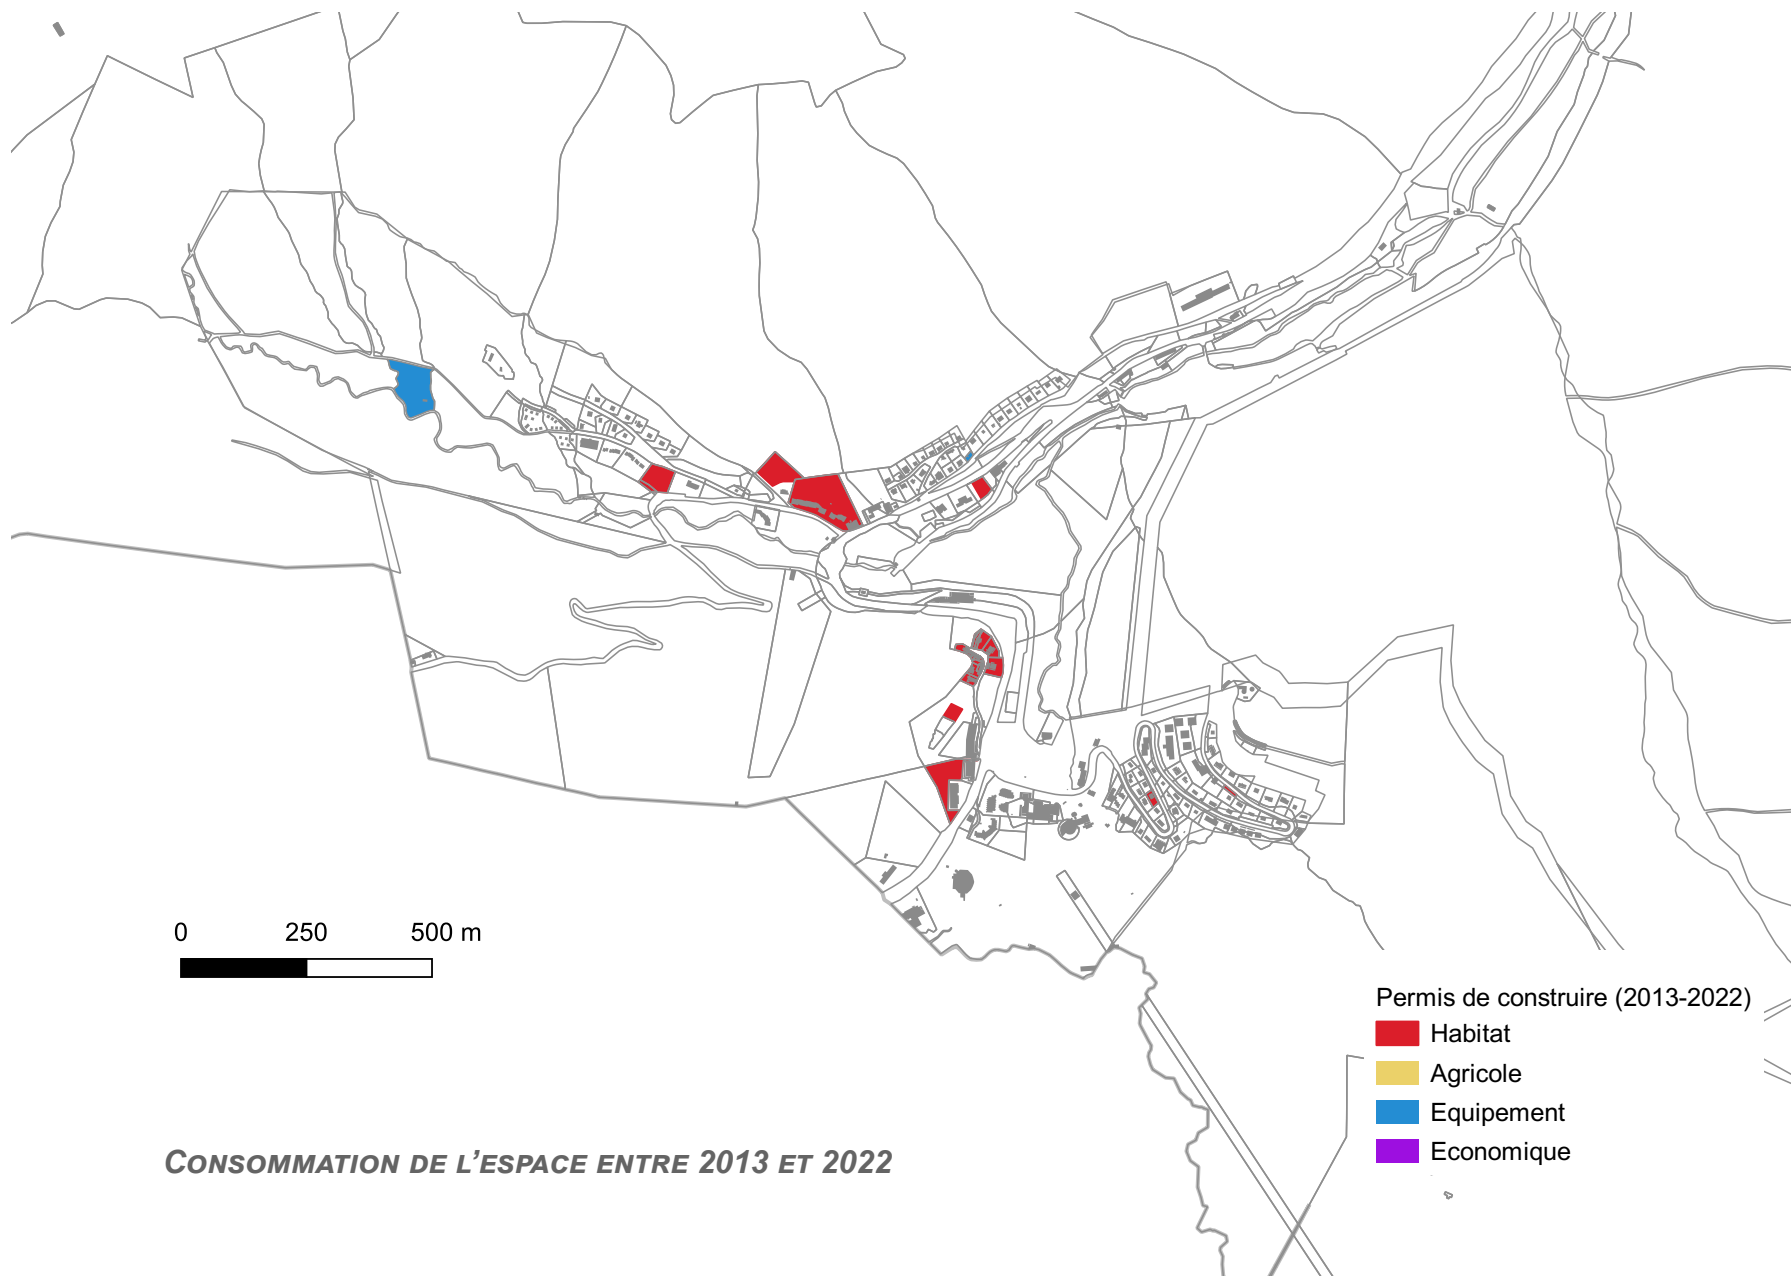 0 250 500 m
Permis de construire (2013-2022)
Habitat
Agricole
Equipement
Economique
CONSOMMATION DE L'ESPACE ENTRE 2013 ET 2022